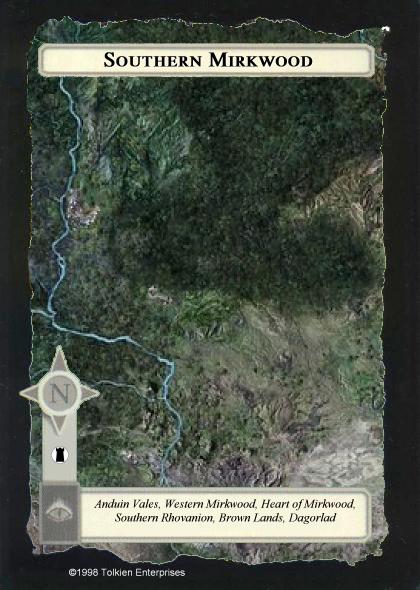 Southern Mirkwood
N
Anduin Vales, Western Mirkwood, Heart of Mirkwood,
Southern Rhovanion, Brown Lands, Dagorlad
©1998 Tolkien Enterprises